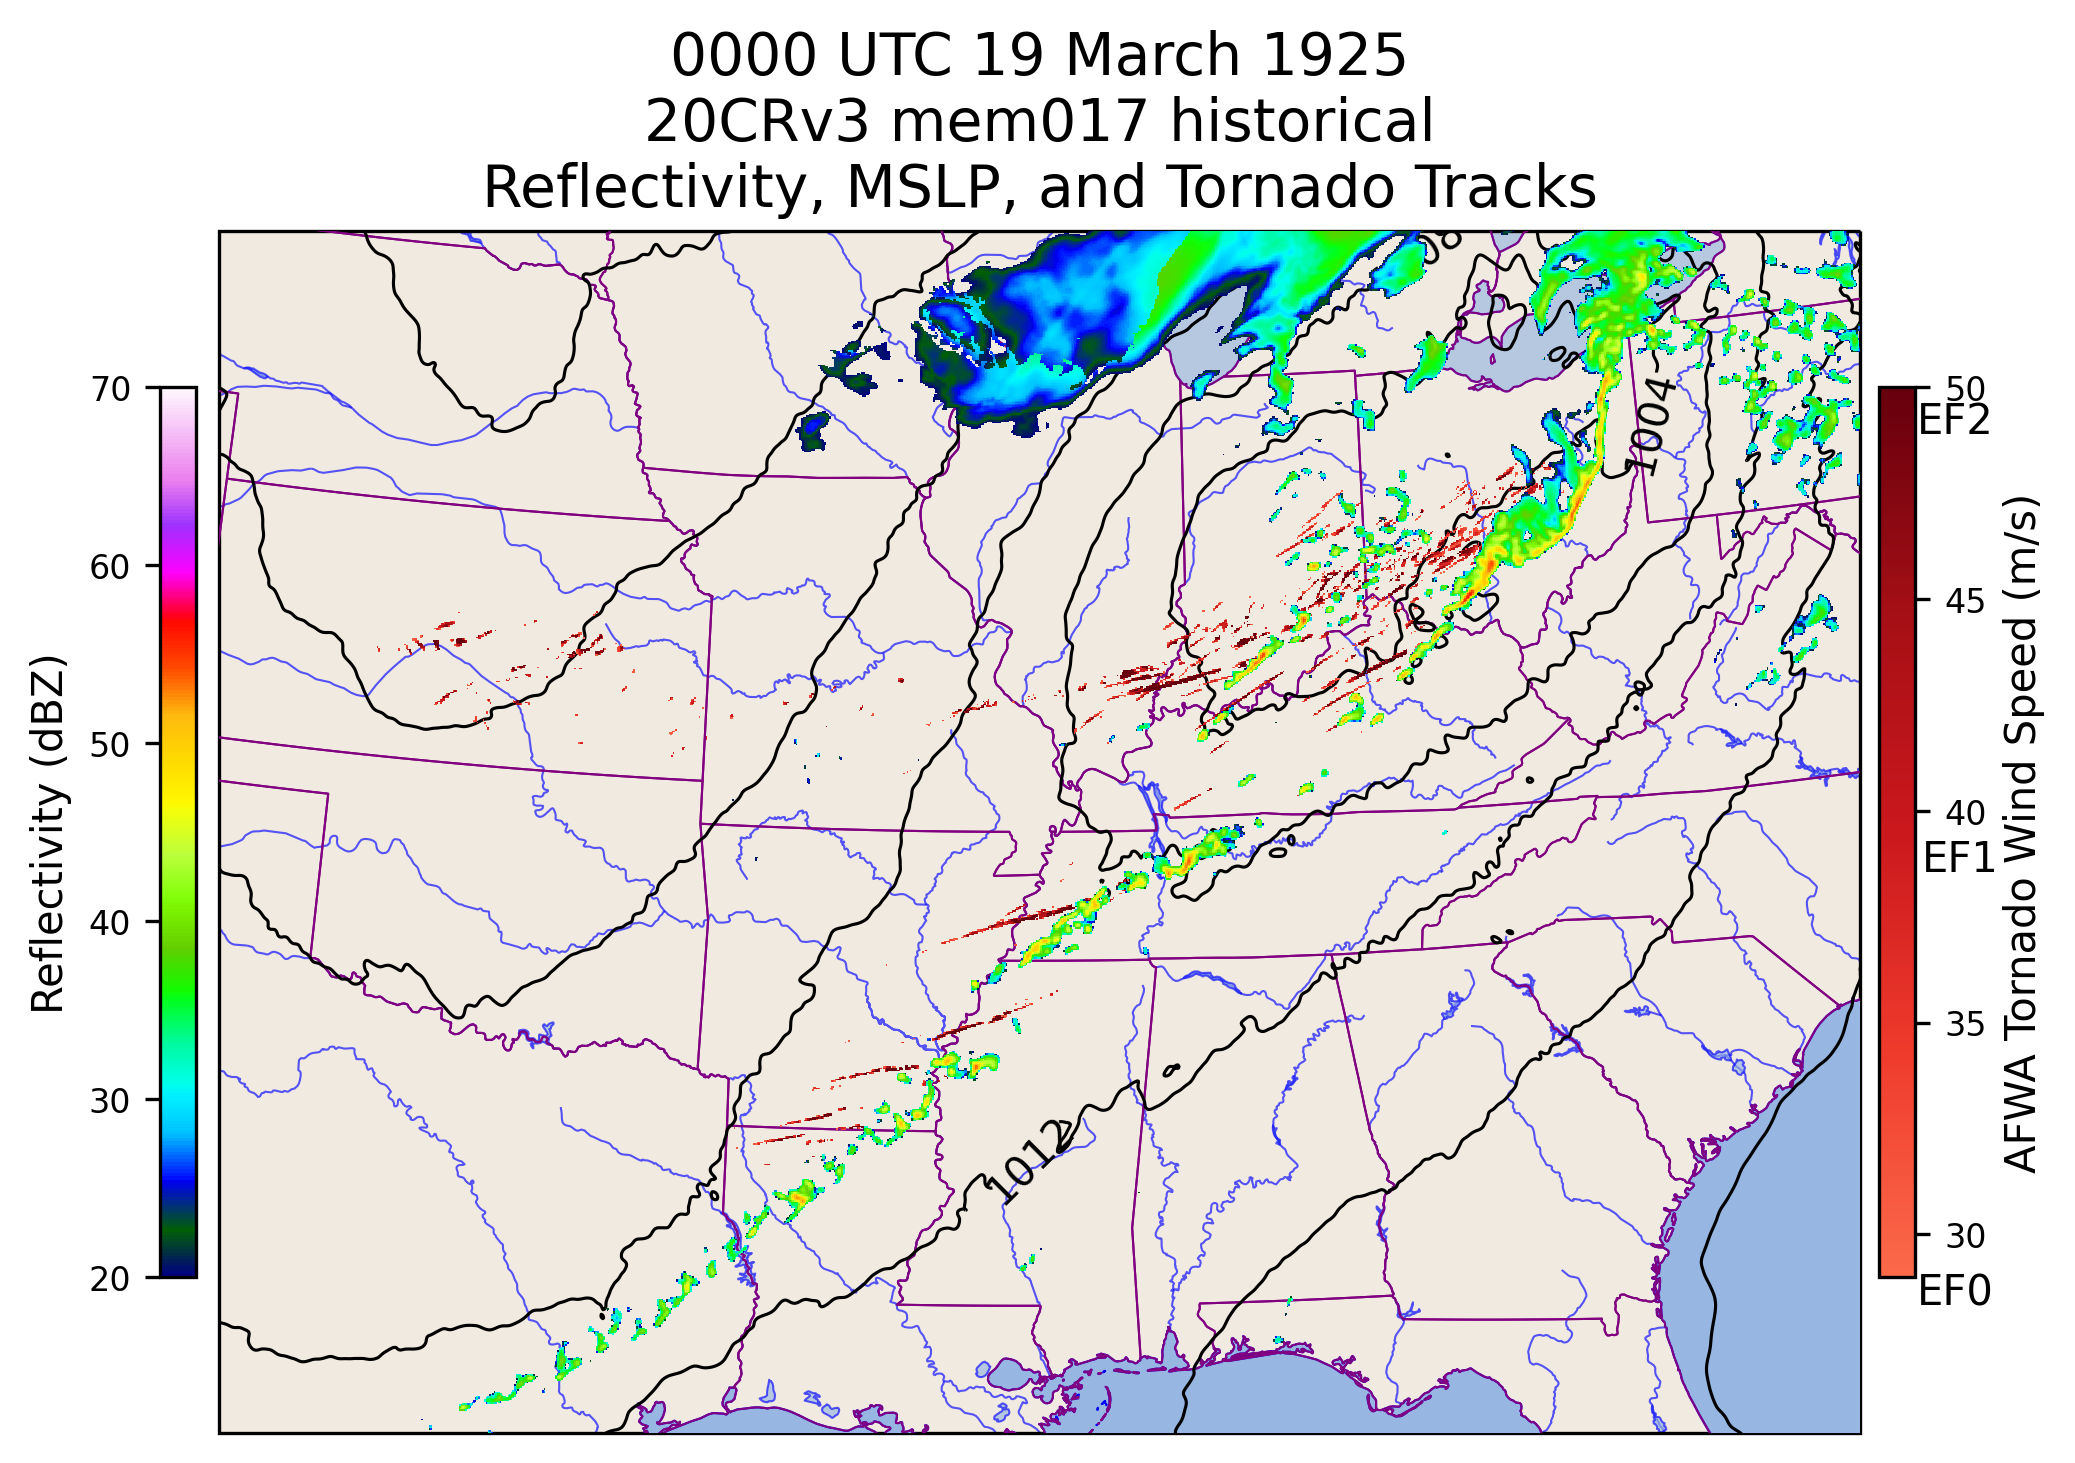 0000 UTC 19 March 1925
20CRv3 mem017 historical
Reflectivity, MSLP, and Tornado Tracks
1004
1012
Reflectivity (dBZ)
70
60
50
40
30
20
50
EF2
45
40
EF1
35
30
EF0
AFWA Tornado Wind Speed (m/s)